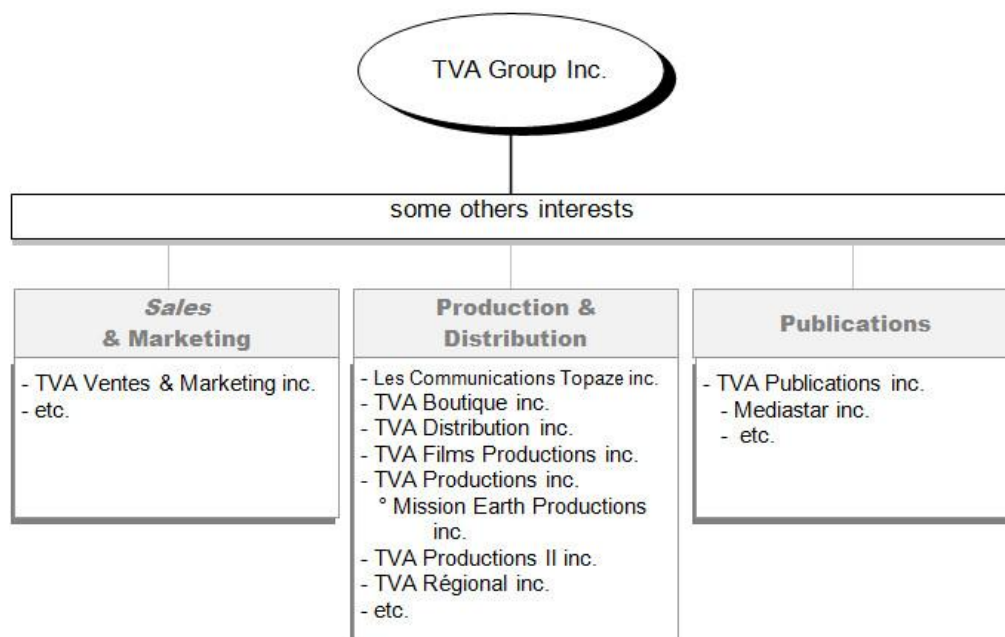 TVA Group Inc.
some others interests
Sales
& Marketing
- TVA Ventes & Marketing inc.
- etc.
Production &
Distribution
- Les Communications Topaze inc.
- TVA Boutique inc.
- TVA Distribution inc.
- TVA Films Productions inc.
- TVA Productions inc.
° Mission Earth Productions
inc.
- TVA Productions II inc.
- TVA Régional inc.
- etc.
Publications
- TVA Publications inc.
- Mediastar inc.
- etc.